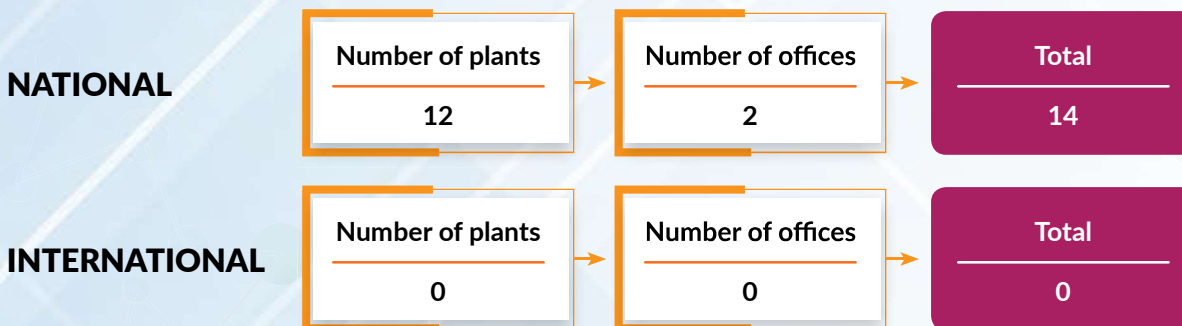 NATIONAL
Number of plants
12
Number of offices
2
Total
14
INTERNATIONAL
Number of plants
0
Number of offices
0
Total
0